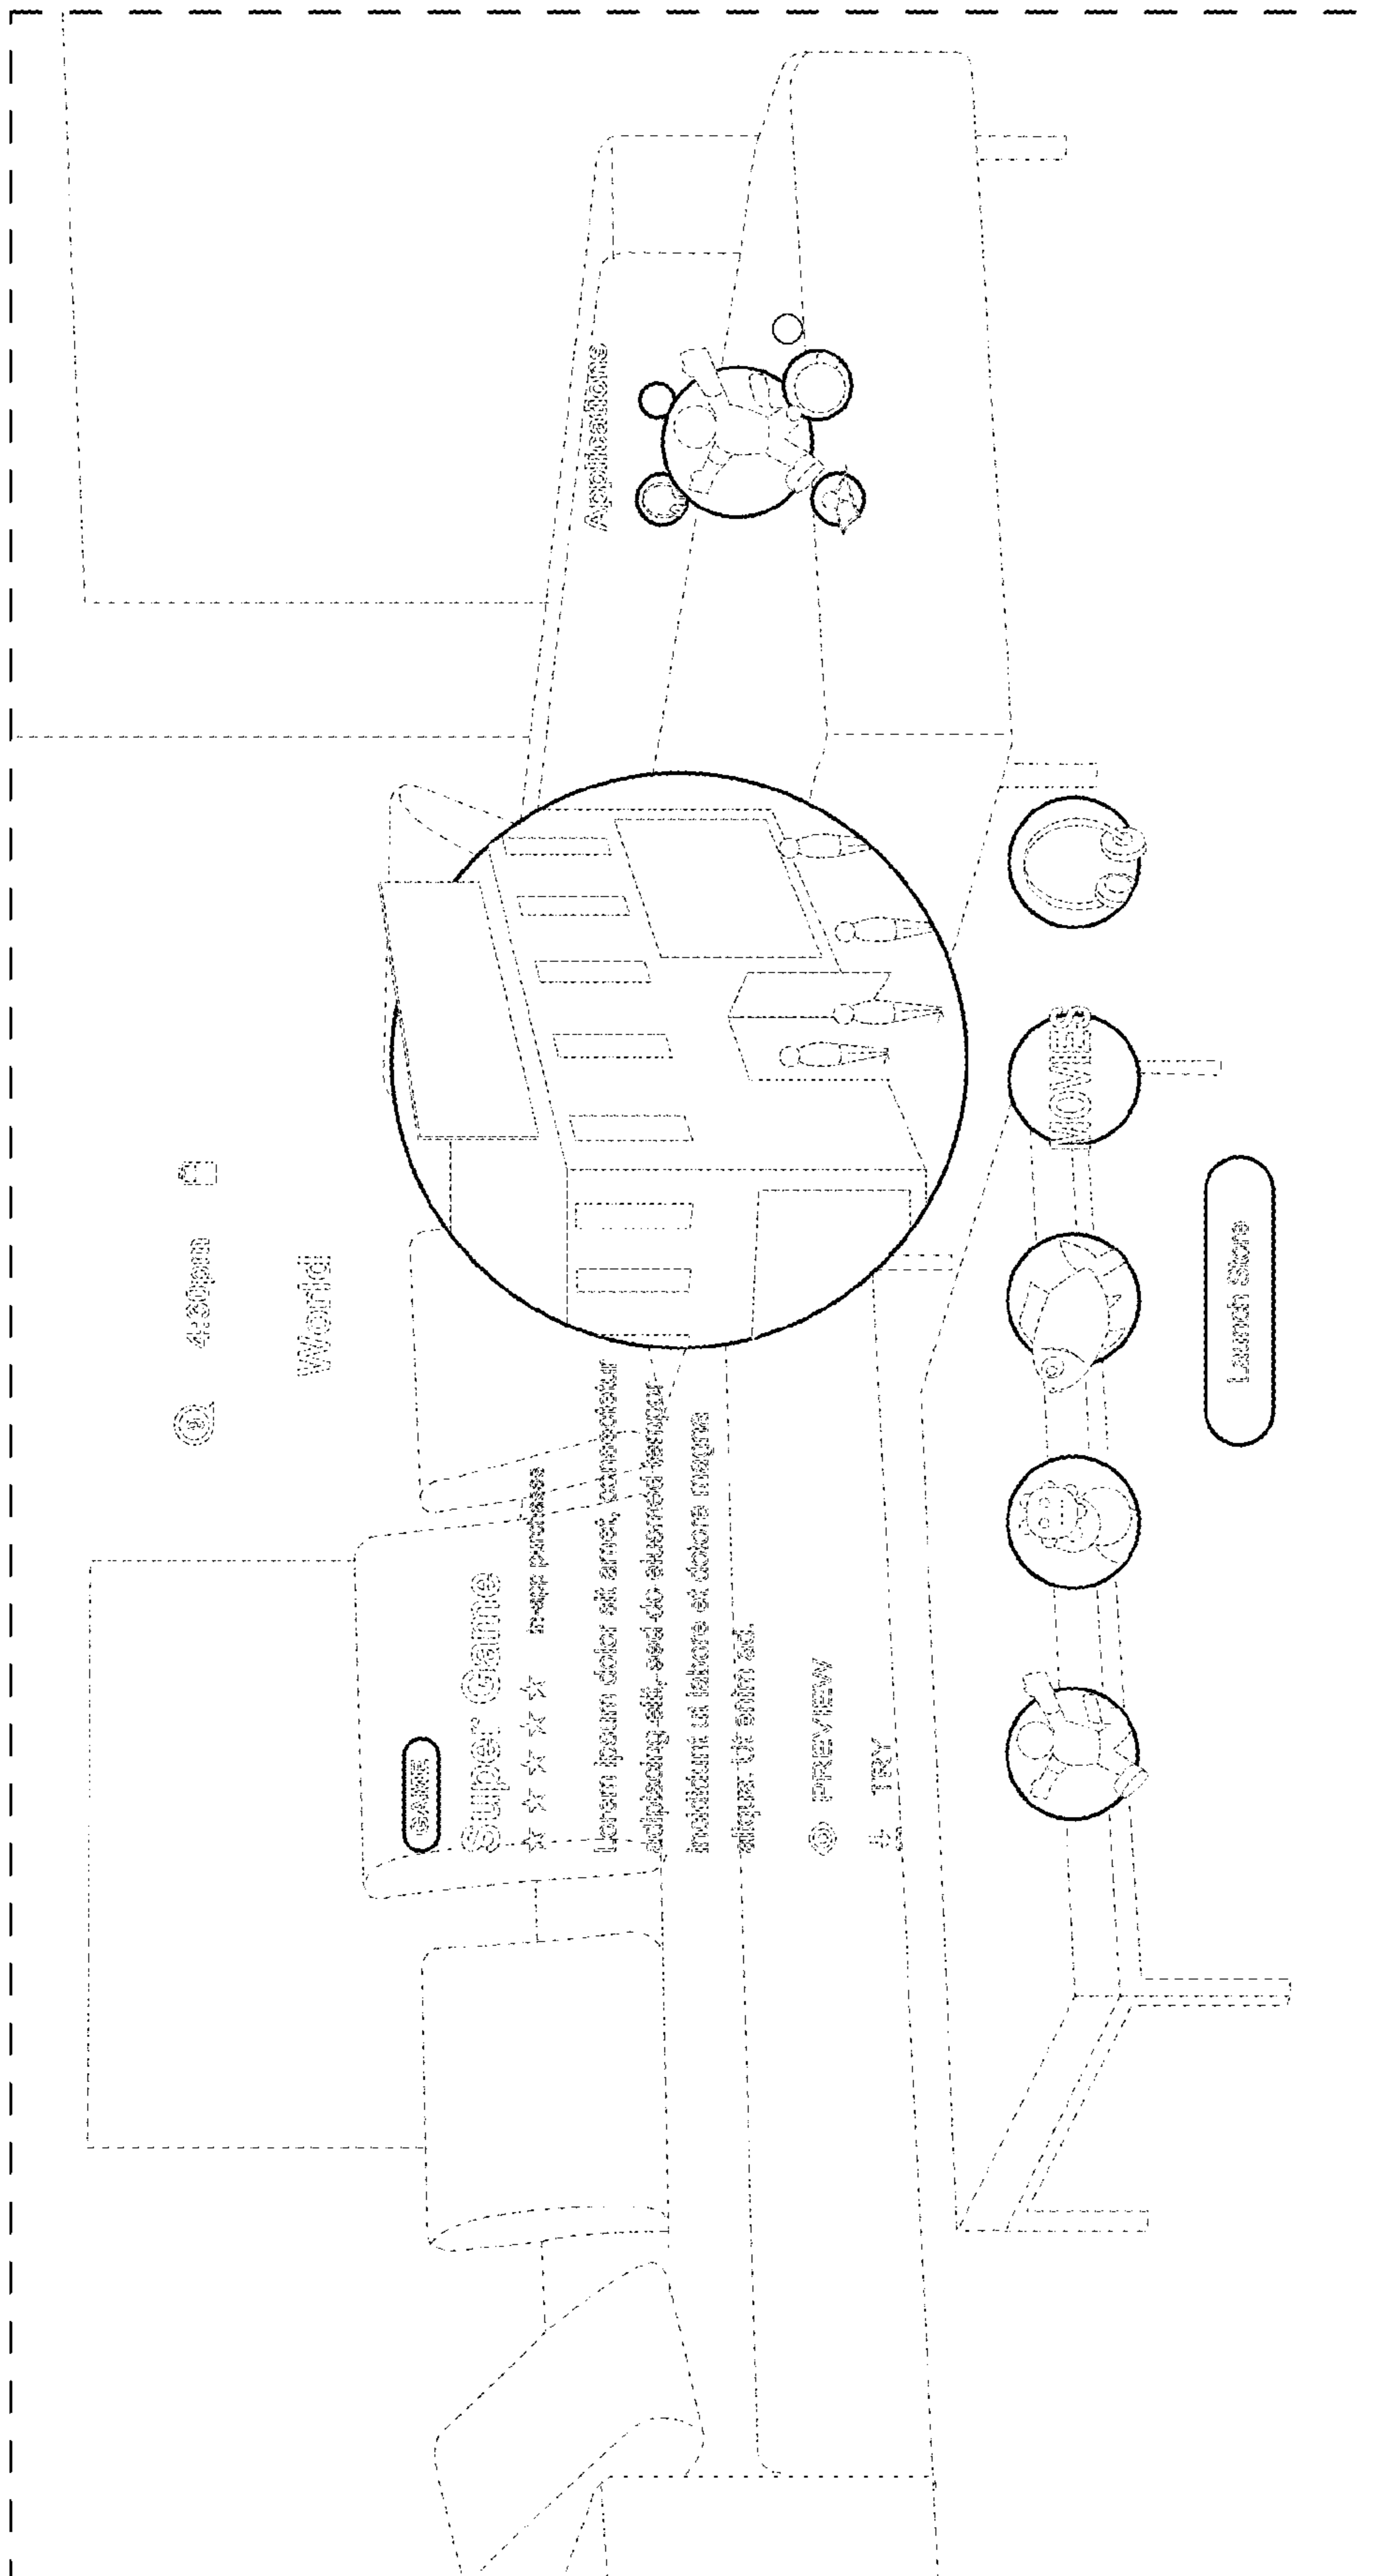 4:30pm
World
GAME
Super Game
in-app purchases
Lorem ipsum dolor sit amet, consectetur
adipiscing elit, sed do eiusmod tempor
incididunt ut labore et dolore magna
aliqua. Ut enim ad.
PREVIEW
TRY
Applications
MOVIES
Launch Store